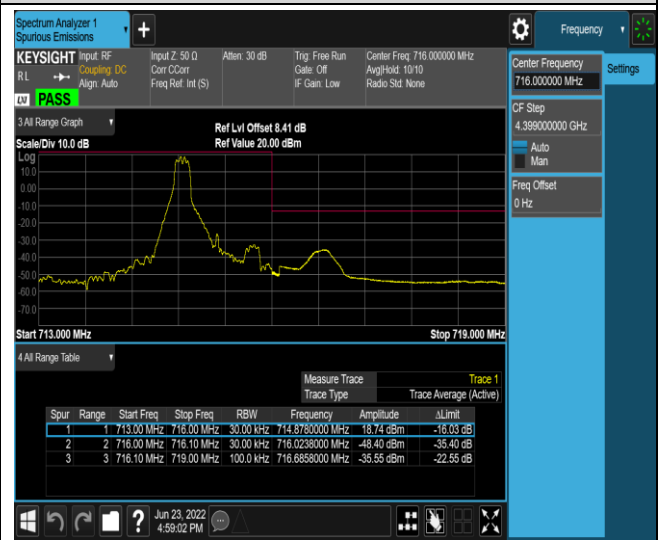 Spectrum Analyzer 1
Spurious Emissions
Frequency
KEYSIGHT
RL
Input: RF
Coupling: DC
Align: Auto
Input Z: 50 Ω
Corr CCorr
Freq Ref: Int (S)
Atten: 30 dB
Trig: Free Run
Gate: Off
IF Gain: Low
Center Freq: 716.000000 MHz
Avg|Hold: 10/10
Radio Std: None
LXI PASS
Center Frequency
716.000000 MHz
Settings
CF Step
4.399000000 GHz
Auto
Man
Freq Offset
0 Hz
3 All Range Graph
Ref Lvl Offset 8.41 dB
Scale/Div 10.0 dB
Ref Value 20.00 dBm
Log
10.0
0.00
-10.0
-20.0
-30.0
-40.0
-50.0
-60.0
-70.0
Start 713.000 MHz
Stop 719.000 MHz
4 All Range Table
Measure Trace Trace 1
Trace Type Trace Average (Active)
Spur Range Start Freq Stop Freq RBW Frequency Amplitude ΔLimit
1 1 713.00 MHz 716.00 MHz 30.00 kHz 714.8780000 MHz 18.74 dBm -16.03 dB
2 2 716.00 MHz 716.10 MHz 30.00 kHz 716.0238000 MHz -48.40 dBm -35.40 dB
3 3 716.10 MHz 719.00 MHz 100.0 kHz 716.6858000 MHz -35.55 dBm -22.55 dB
Jun 23, 2022
4:59:02 PM